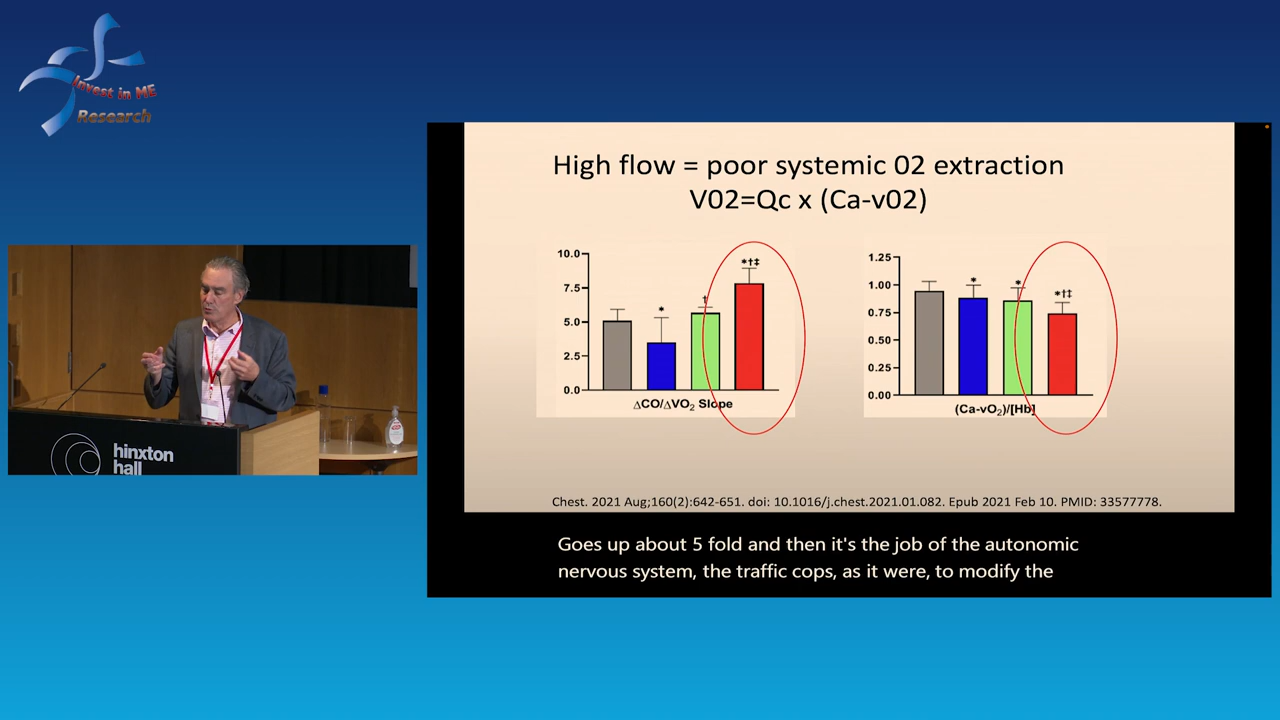 Invest in ME
Research
High flow = poor systemic 02 extraction
V02=Qc x (Ca-v02)
10.0
7.5
5.0
2.5
0.0
*
†
*†‡
ΔCO/ΔVO₂ Slope
1.25
1.00
0.75
0.50
0.25
0.00
*
*
*†‡
(Ca-vO₂)/[Hb]
Chest. 2021 Aug;160(2):642-651. doi: 10.1016/j.chest.2021.01.082. Epub 2021 Feb 10. PMID: 33577778.
hinxton
hall
Goes up about 5 fold and then it's the job of the autonomic
nervous system, the traffic cops, as it were, to modify the